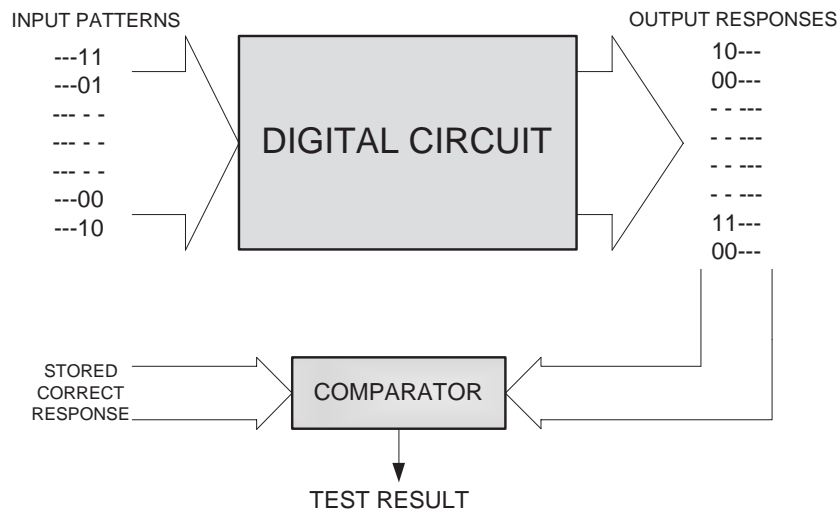 INPUT PATTERNS
---11
---01
--- - -
--- - -
--- - -
---00
---10
DIGITAL CIRCUIT
OUTPUT RESPONSES
10---
00---
- - ---
- - ---
- - ---
11---
00---
STORED
CORRECT
RESPONSE
COMPARATOR
TEST RESULT